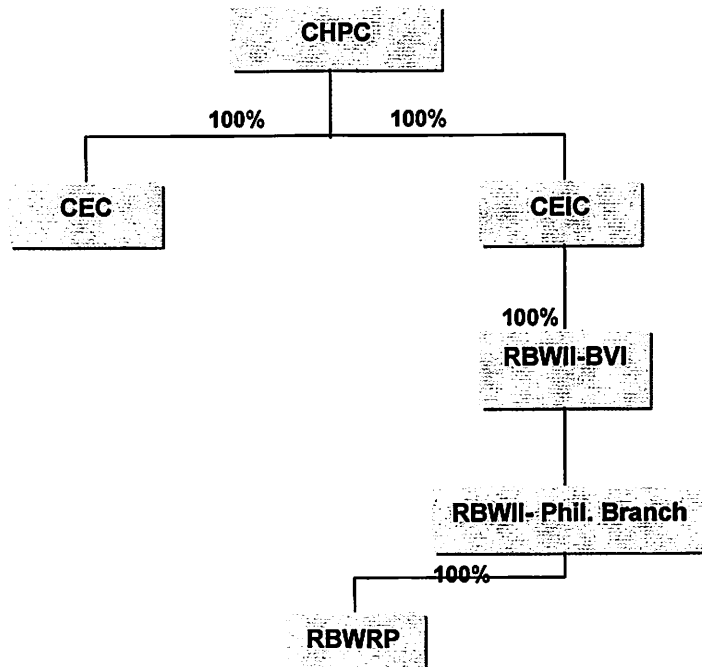 CHPC
100% 100%
CEC
CEIC
100%
RBWII-BVI
RBWII- Phil. Branch
100%
RBWRP